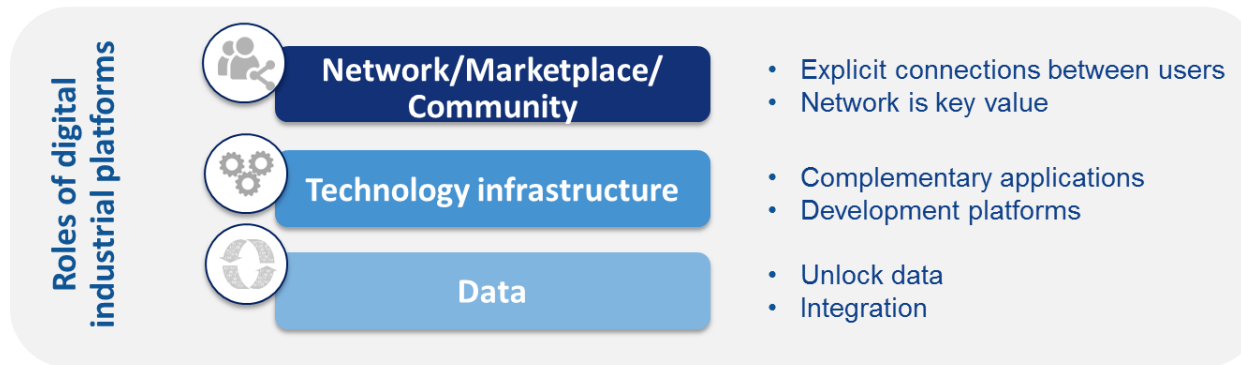 Roles of digital
industrial platforms
Network/Marketplace/
Community
• Explicit connections between users
• Network is key value
Technology infrastructure
• Complementary applications
• Development platforms
Data
• Unlock data
• Integration